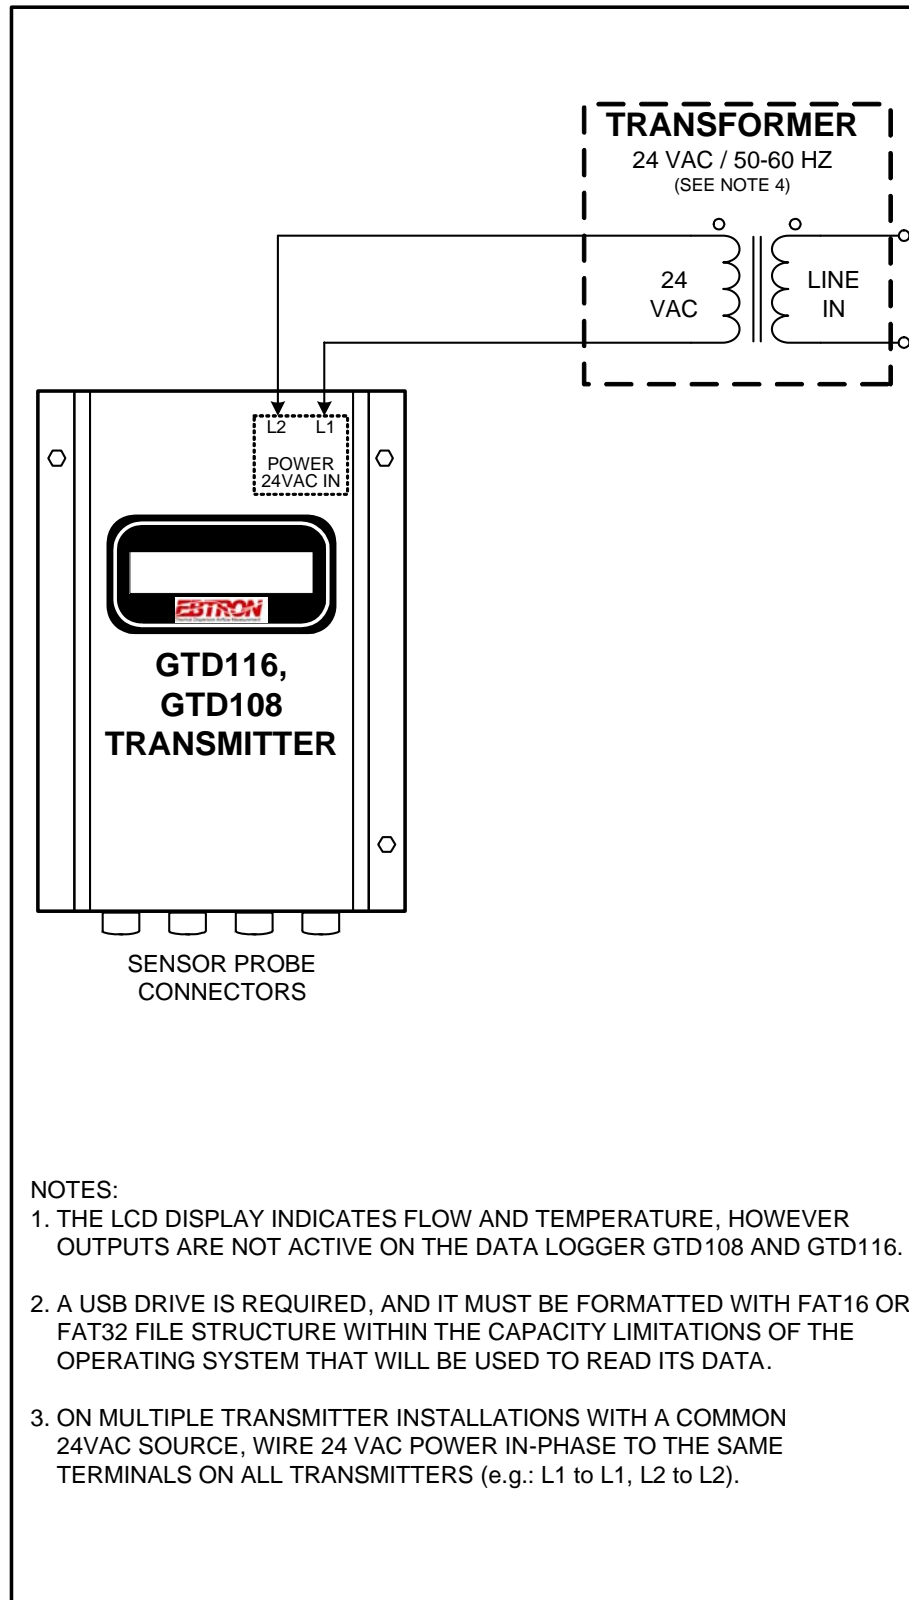 TRANSFORMER
24 VAC / 50-60 HZ
(SEE NOTE 4)
24
VAC
LINE
IN
L2 L1
POWER
24VAC IN
EBTRON
Thermal Dispersion Airflow Measurement
GTD116,
GTD108
TRANSMITTER
SENSOR PROBE
CONNECTORS
NOTES:
1. THE LCD DISPLAY INDICATES FLOW AND TEMPERATURE, HOWEVER
OUTPUTS ARE NOT ACTIVE ON THE DATA LOGGER GTD108 AND GTD116.
2. A USB DRIVE IS REQUIRED, AND IT MUST BE FORMATTED WITH FAT16 OR
FAT32 FILE STRUCTURE WITHIN THE CAPACITY LIMITATIONS OF THE
OPERATING SYSTEM THAT WILL BE USED TO READ ITS DATA.
3. ON MULTIPLE TRANSMITTER INSTALLATIONS WITH A COMMON
24VAC SOURCE, WIRE 24 VAC POWER IN-PHASE TO THE SAME
TERMINALS ON ALL TRANSMITTERS (e.g.: L1 to L1, L2 to L2).